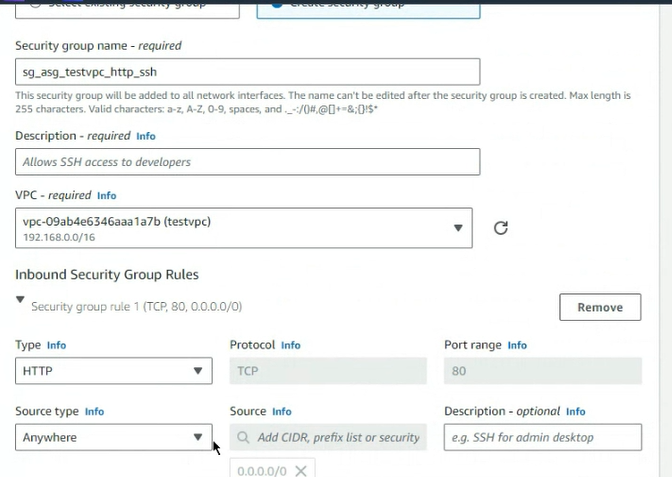 Select existing security group Create security group
Security group name - required
sg_asg_testvpc_http_ssh
This security group will be added to all network interfaces. The name can't be edited after the security group is created. Max length is
255 characters. Valid characters: a-z, A-Z, 0-9, spaces, and ._-:/()#,@[]+=&;{}!$*
Description - required Info
Allows SSH access to developers
VPC - required Info
vpc-09ab4e6346aaa1a7b (testvpc)
192.168.0.0/16
Inbound Security Group Rules
Security group rule 1 (TCP, 80, 0.0.0.0/0)
Remove
Type Info Protocol Info Port range Info
HTTP TCP 80
Source type Info Source Info Description - optional Info
Anywhere Add CIDR, prefix list or security e.g. SSH for admin desktop
0.0.0.0/0